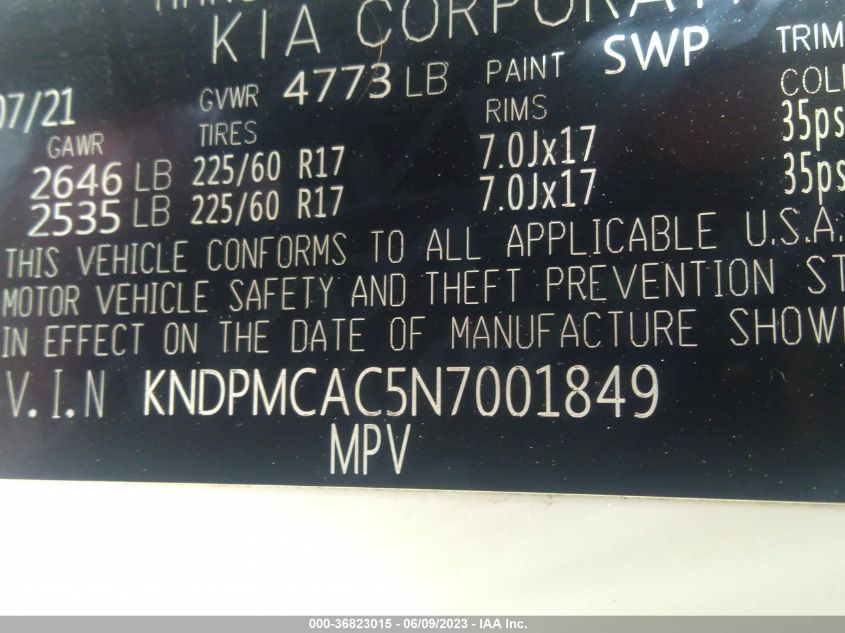 KIA CORPORAT
07/21 GVWR 4773 LB PAINT SWP TRIM
GAWR TIRES RIMS COL
2646 LB 225/60 R17 7.0Jx17 35ps
2535 LB 225/60 R17 7.0Jx17 35ps
THIS VEHICLE CONFORMS TO ALL APPLICABLE U.S.A.
MOTOR VEHICLE SAFETY AND THEFT PREVENTION ST
IN EFFECT ON THE DATE OF MANUFACTURE SHOW
V.I.N KNDPMCAC5N7001849
MPV
000-36823015 - 06/09/2023 - IAA Inc.